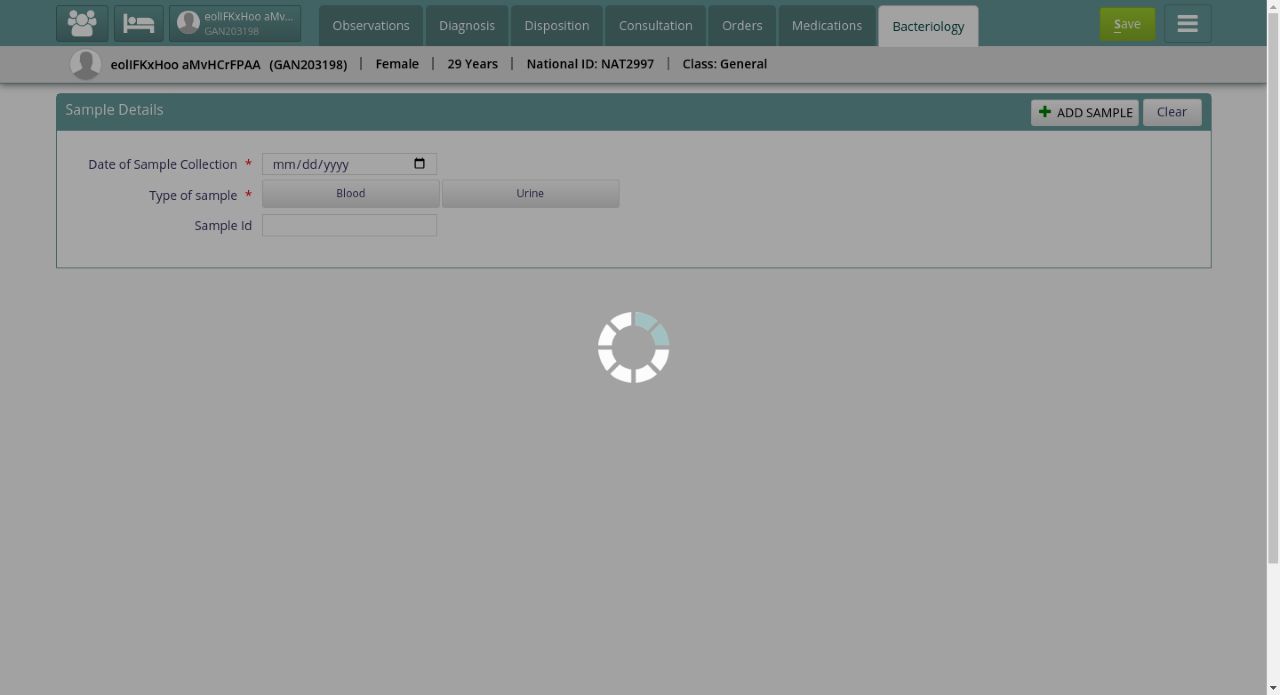 eolIFKxHoo aMv...
GAN203198
Observations
Diagnosis
Disposition
Consultation
Orders
Medications
Bacteriology
Save
eolIFKxHoo aMvHCrFPAA (GAN203198) | Female | 29 Years | National ID: NAT2997 | Class: General
Sample Details
ADD SAMPLE
Clear
Date of Sample Collection *
mm/dd/yyyy
Type of sample *
Blood
Urine
Sample Id